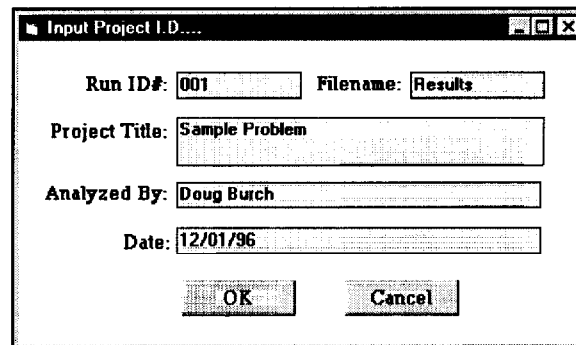 Input Project I.D....
Run ID#: 001 Filename: Results
Project Title: Sample Problem
Analyzed By: Doug Burch
Date: 12/01/96
OK Cancel